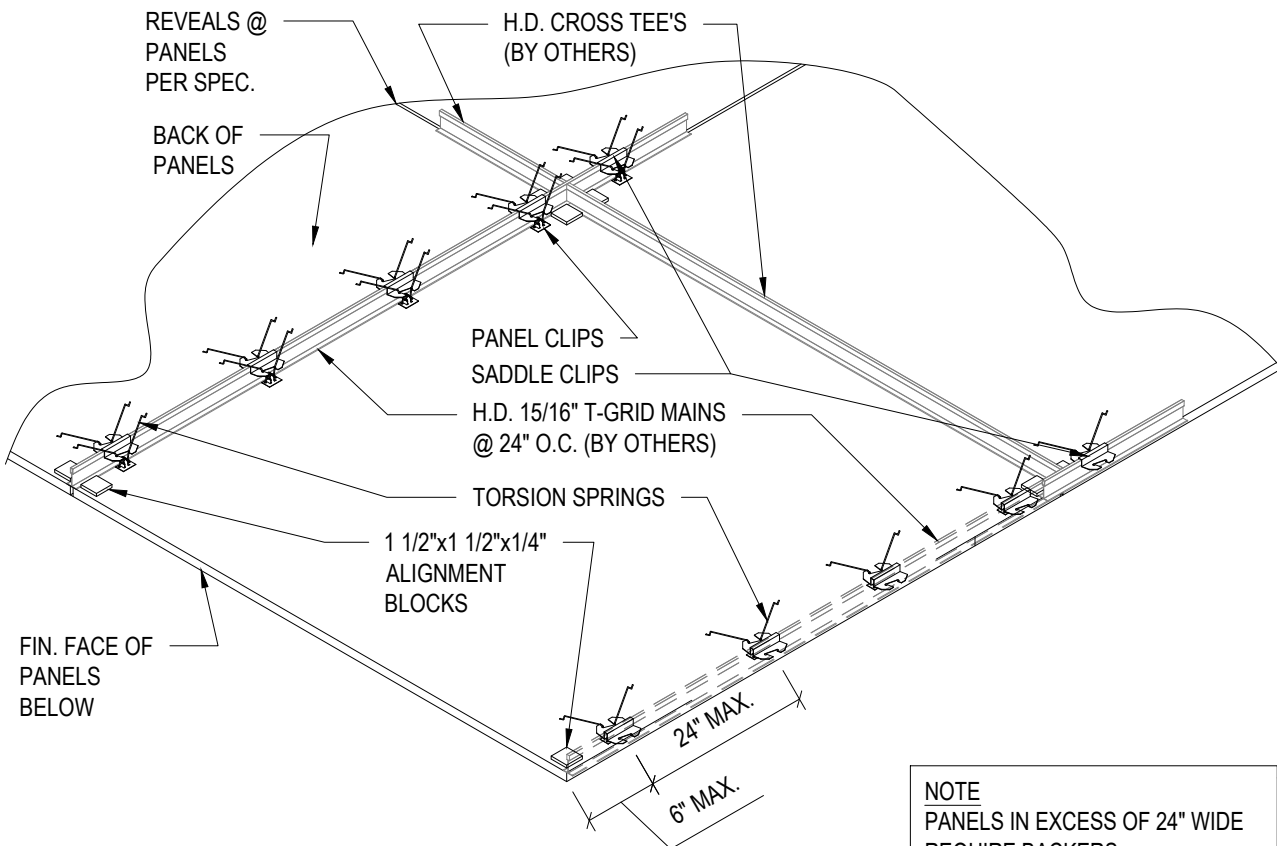 REVEALS @
PANELS
PER SPEC.
H.D. CROSS TEE'S
(BY OTHERS)
BACK OF
PANELS
PANEL CLIPS
SADDLE CLIPS
H.D. 15/16" T-GRID MAINS
@ 24" O.C. (BY OTHERS)
TORSION SPRINGS
1 1/2"x1 1/2"x1/4"
ALIGNMENT
BLOCKS
FIN. FACE OF
PANELS
BELOW
24" MAX.
6" MAX.
NOTE
PANELS IN EXCESS OF 24" WIDE
REQUIRE BACKERS